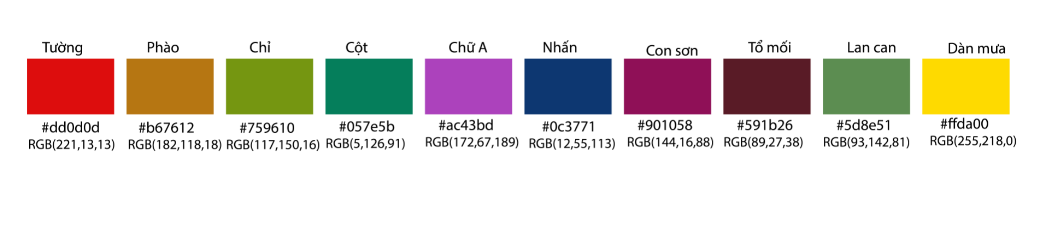 Tường Phào Chỉ Cột Chữ A Nhấn Con sơn Tổ mối Lan can Dàn mưa
#dd0d0d #b67612 #759610 #057e5b #ac43bd #0c3771 #901058 #591b26 #5d8e51 #ffda00
RGB(221,13,13) RGB(182,118,18) RGB(117,150,16) RGB(5,126,91) RGB(172,67,189) RGB(12,55,113) RGB(144,16,88) RGB(89,27,38) RGB(93,142,81) RGB(255,218,0)